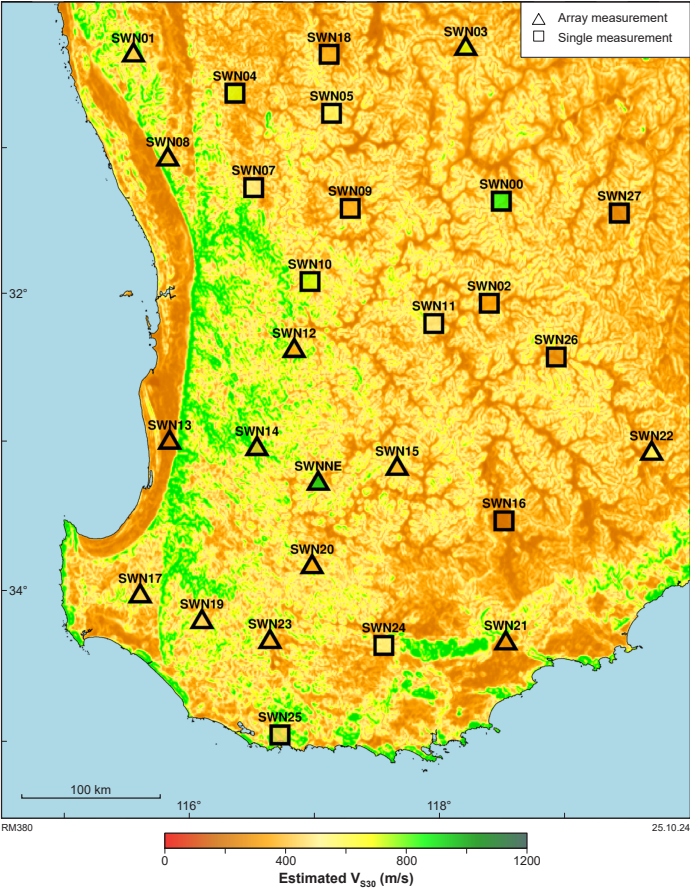 Array measurement
Single measurement
SWN01
SWN18
SWN03
SWN04
SWN05
SWN08
SWN07
SWN09
SWN00
SWN27
SWN10
32°
SWN02
SWN11
SWN12
SWN26
SWN13
SWN14
SWN15
SWN22
SWNNE
SWN16
SWN20
34°
SWN17
SWN19
SWN23
SWN24
SWN21
SWN25
100 km
116°
118°
RM380
25.10.24
0
400
800
1200
Estimated VS30 (m/s)